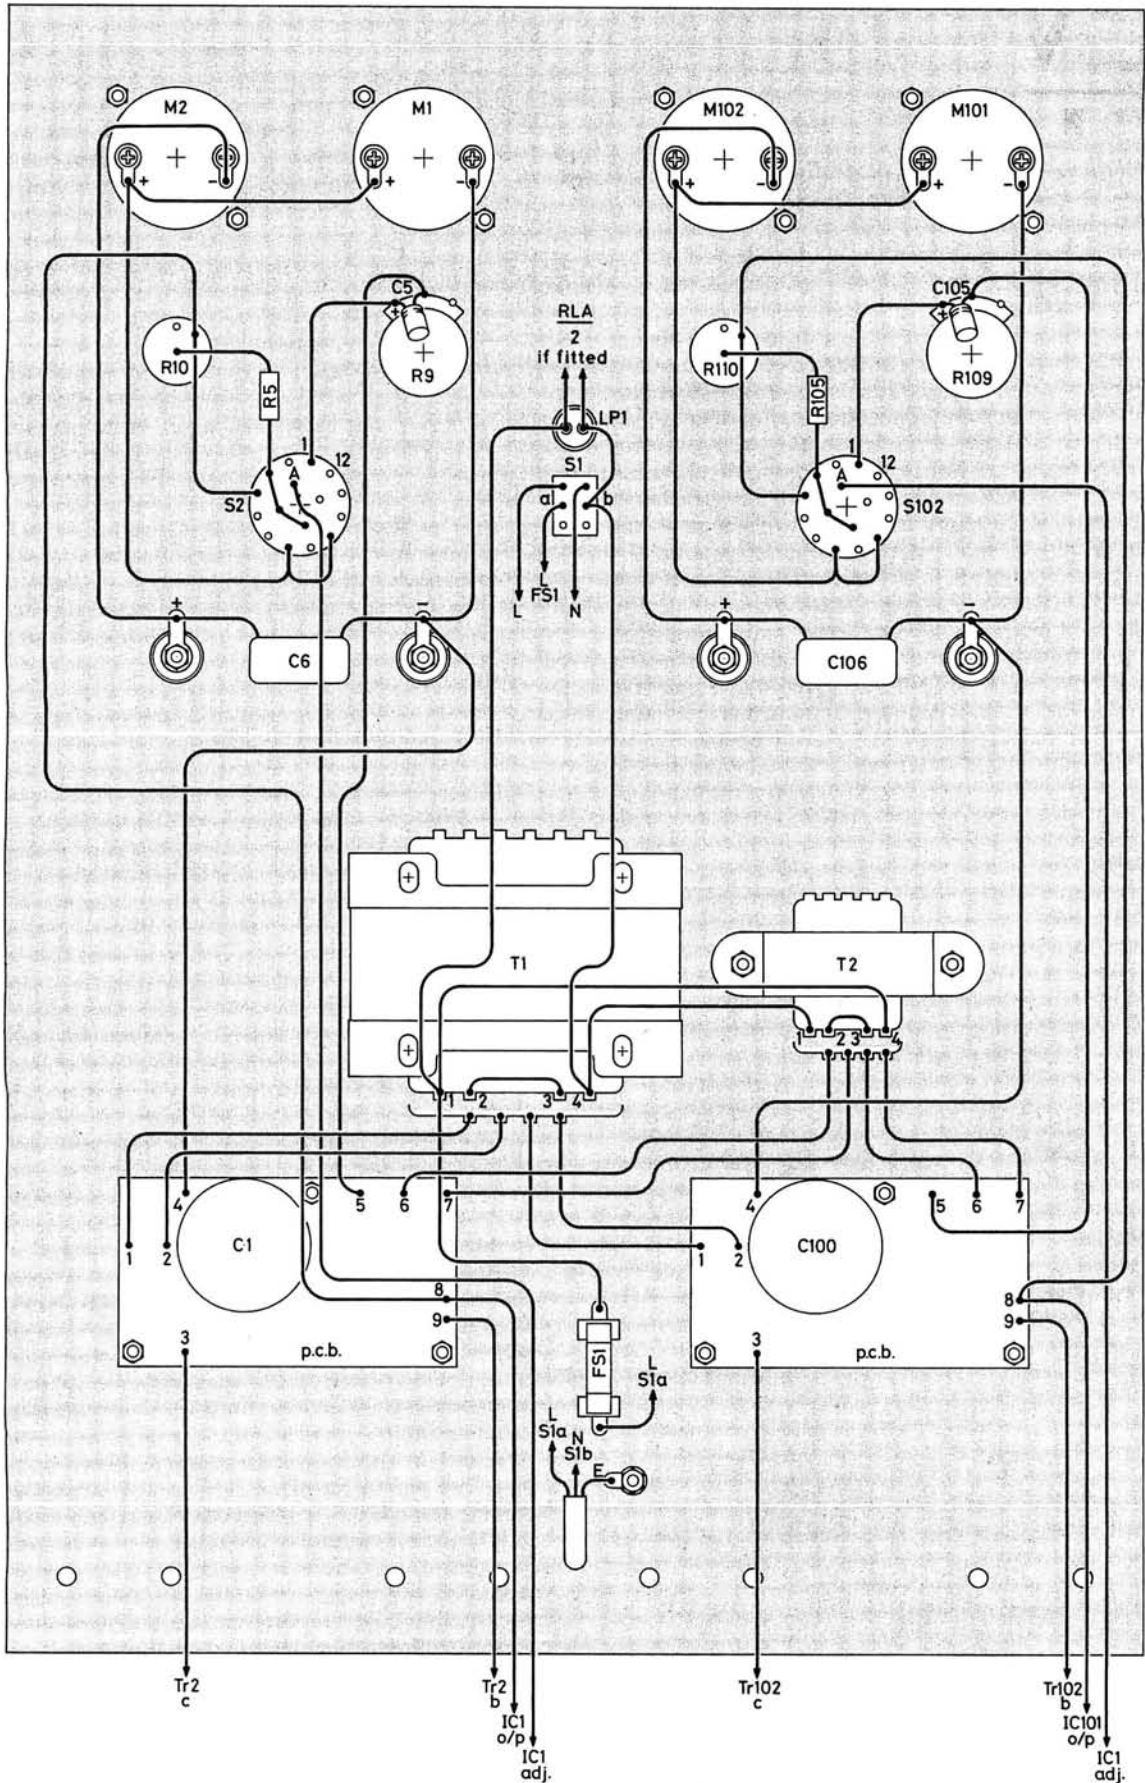 M2 M1 M102 M101
+ - + - + - + -
C5 C105
+ +
RLA
2
if fitted
R10 R9 R110 R109
R5 R105
LP1
1 12 S1 1 12
A A
S2 a b S102
L
FS1
L N
+ - + -
C6 C106
T1 T2
1 2 3 4
1 2 3 4
4 5 6 7 4 5 6 7
C1 C100
1 2 1 2
8 8
9 9
3 p.c.b. 3 p.c.b.
FS1
L
S1a
L
S1a
N
S1b
E
Tr2
c
Tr2
b
IC1
o/p
IC1
adj.
Tr102
c
Tr102
b
IC101
o/p
IC1
adj.